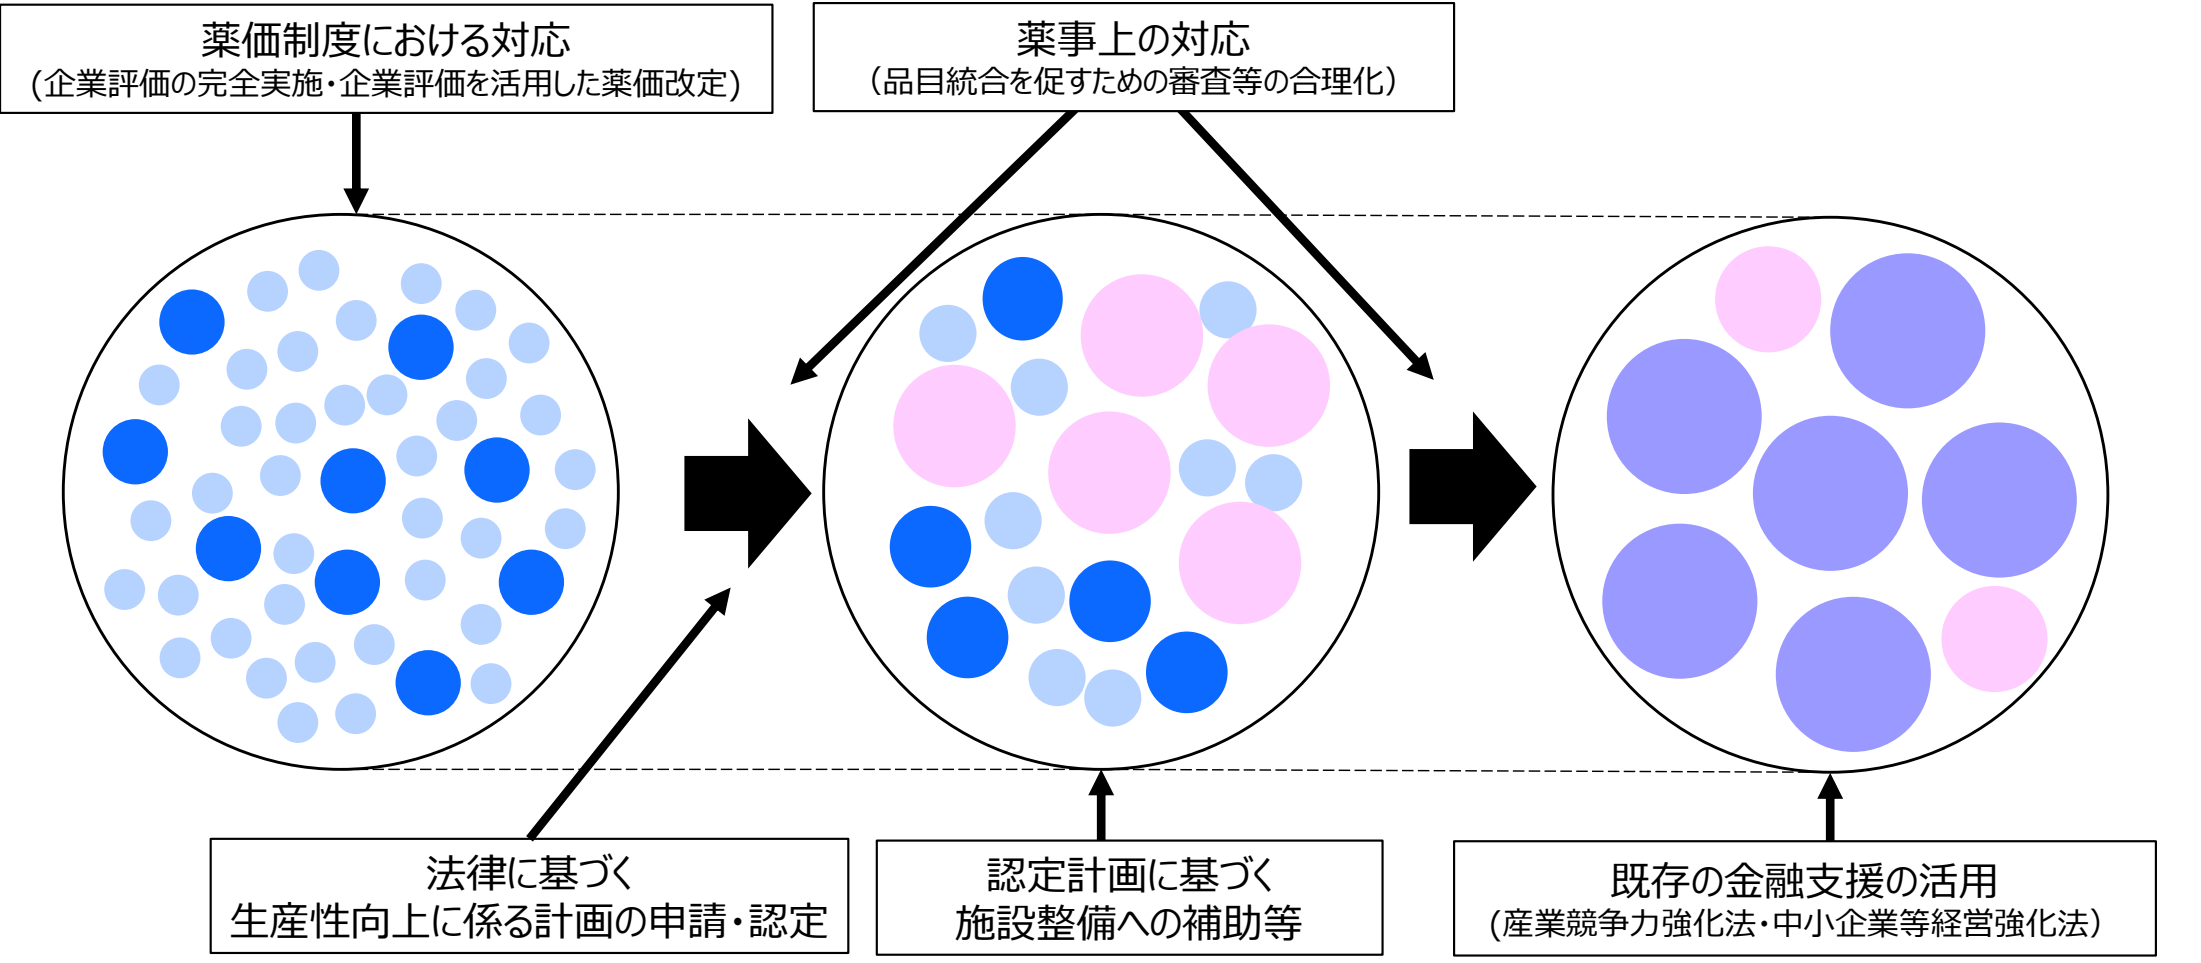 薬価制度における対応
(企業評価の完全実施・企業評価を活用した薬価改定)
薬事上の対応
（品目統合を促すための審査等の合理化）
法律に基づく
生産性向上に係る計画の申請・認定
認定計画に基づく
施設整備への補助等
既存の金融支援の活用
(産業競争力強化法・中小企業等経営強化法）